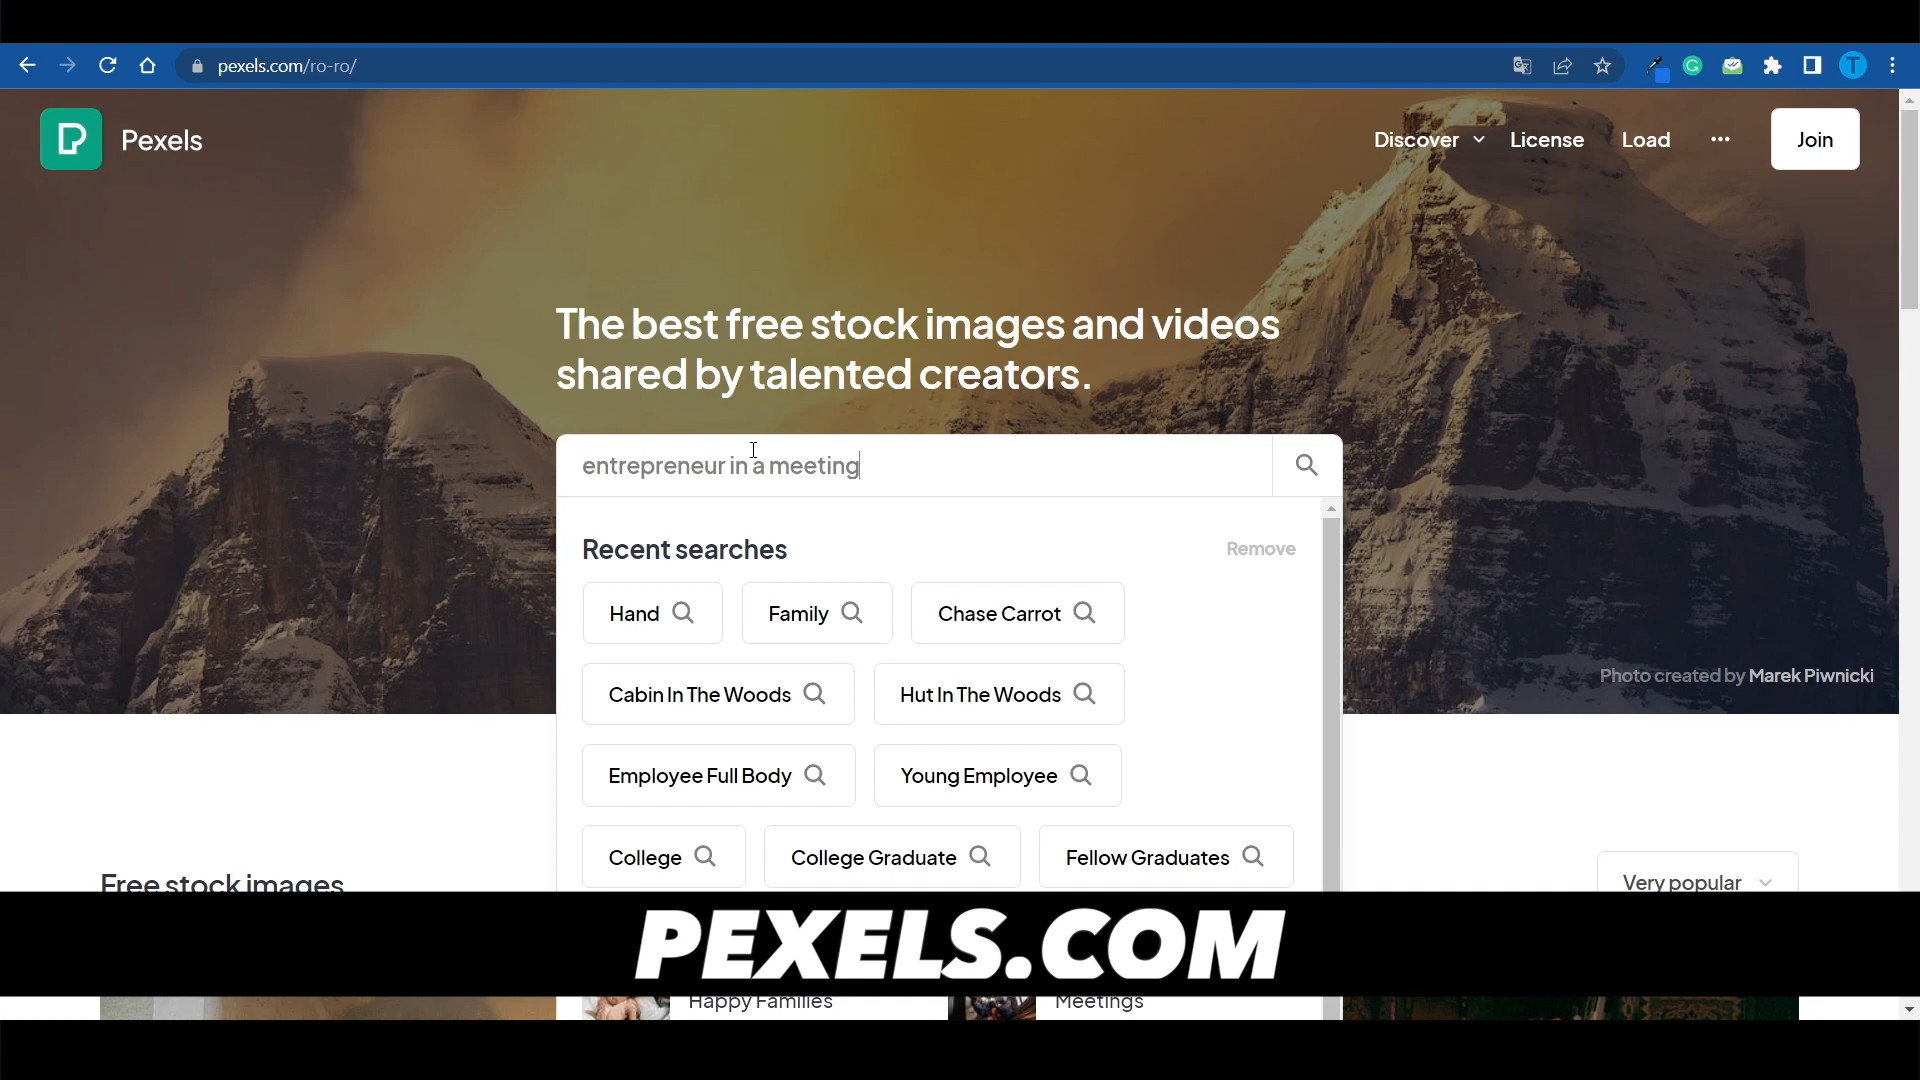 pexels.com/ro-ro/
T
Pexels
Discover
License
Load
Join
The best free stock images and videos
shared by talented creators.
entrepreneur in a meeting
Recent searches
Remove
Hand
Family
Chase Carrot
Cabin In The Woods
Hut In The Woods
Photo created by Marek Piwnicki
Employee Full Body
Young Employee
College
College Graduate
Fellow Graduates
Free stock images
Very popular
PEXELS.COM
Happy Families
Meetings